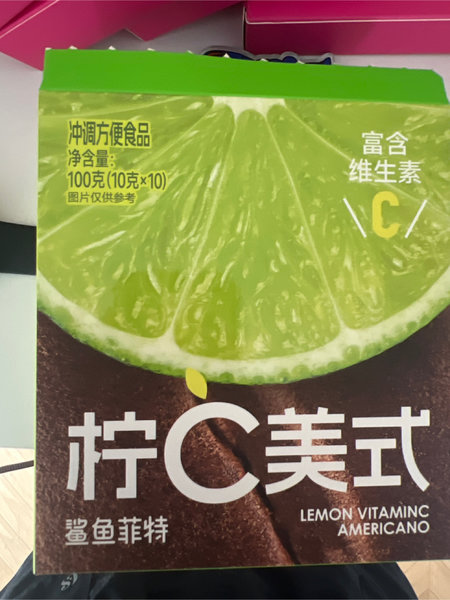 冲调方便食品
净含量:
100克(10克×10)
图片仅供参考
富含
维生素
C
柠C美式
鲨鱼菲特
LEMON VITAMINC
AMERICANO